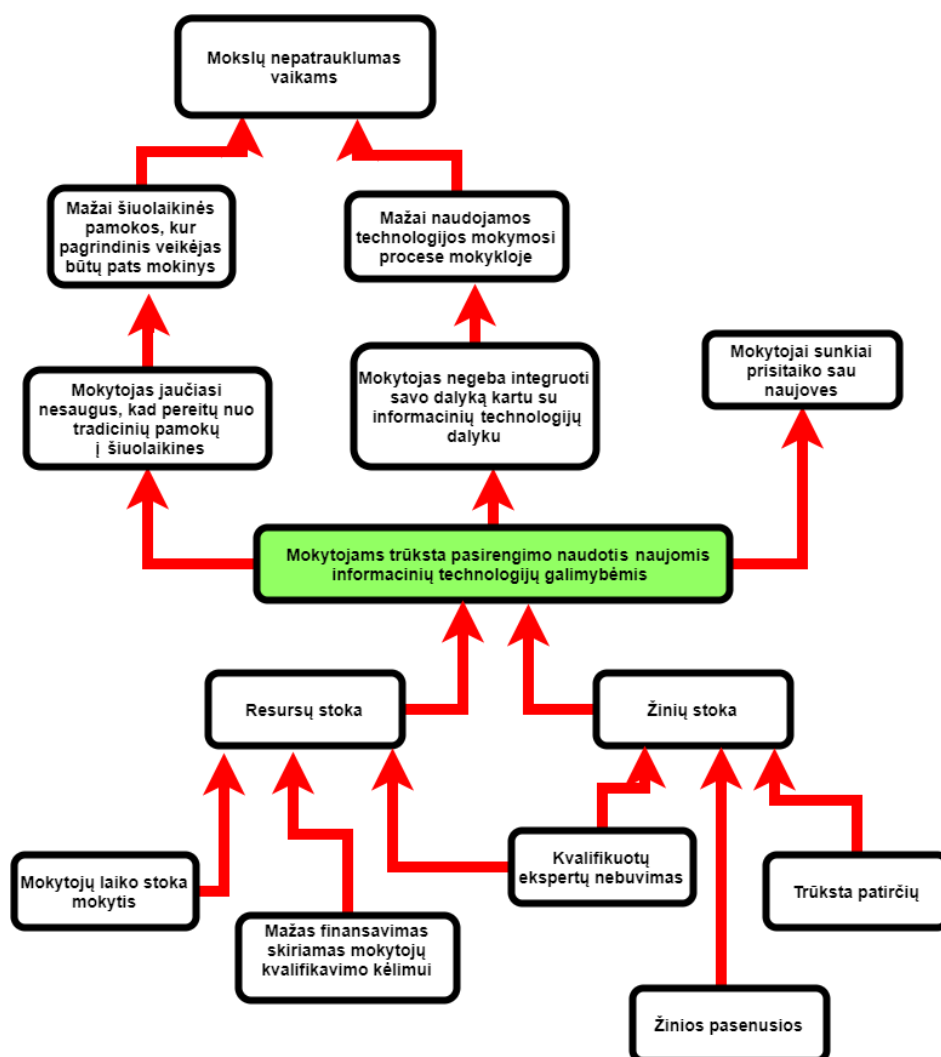 Mokslų nepatrauklumas
vaikams
Mažai šiuolaikinės
pamokos, kur
pagrindinis veikėjas
būtų pats mokinys
Mažai naudojamos
technologijos mokymosi
procese mokykloje
Mokytojas jaučiasi
nesaugus, kad pereitų nuo
tradicinių pamokų
į šiuolaikines
Mokytojas negeba integruoti
savo dalyką kartu su
informacinių technologijų
dalyku
Mokytojai sunkiai
prisitaiko sau
naujoves
Mokytojams trūksta pasirengimo naudotis naujomis
informacinių technologijų galimybėmis
Resursų stoka
Žinių stoka
Mokytojų laiko stoka
mokytis
Mažas finansavimas
skiriamas mokytojų
kvalifikavimo kėlimui
Kvalifikuotų
ekspertų nebuvimas
Trūksta patirčių
Žinios pasenusios